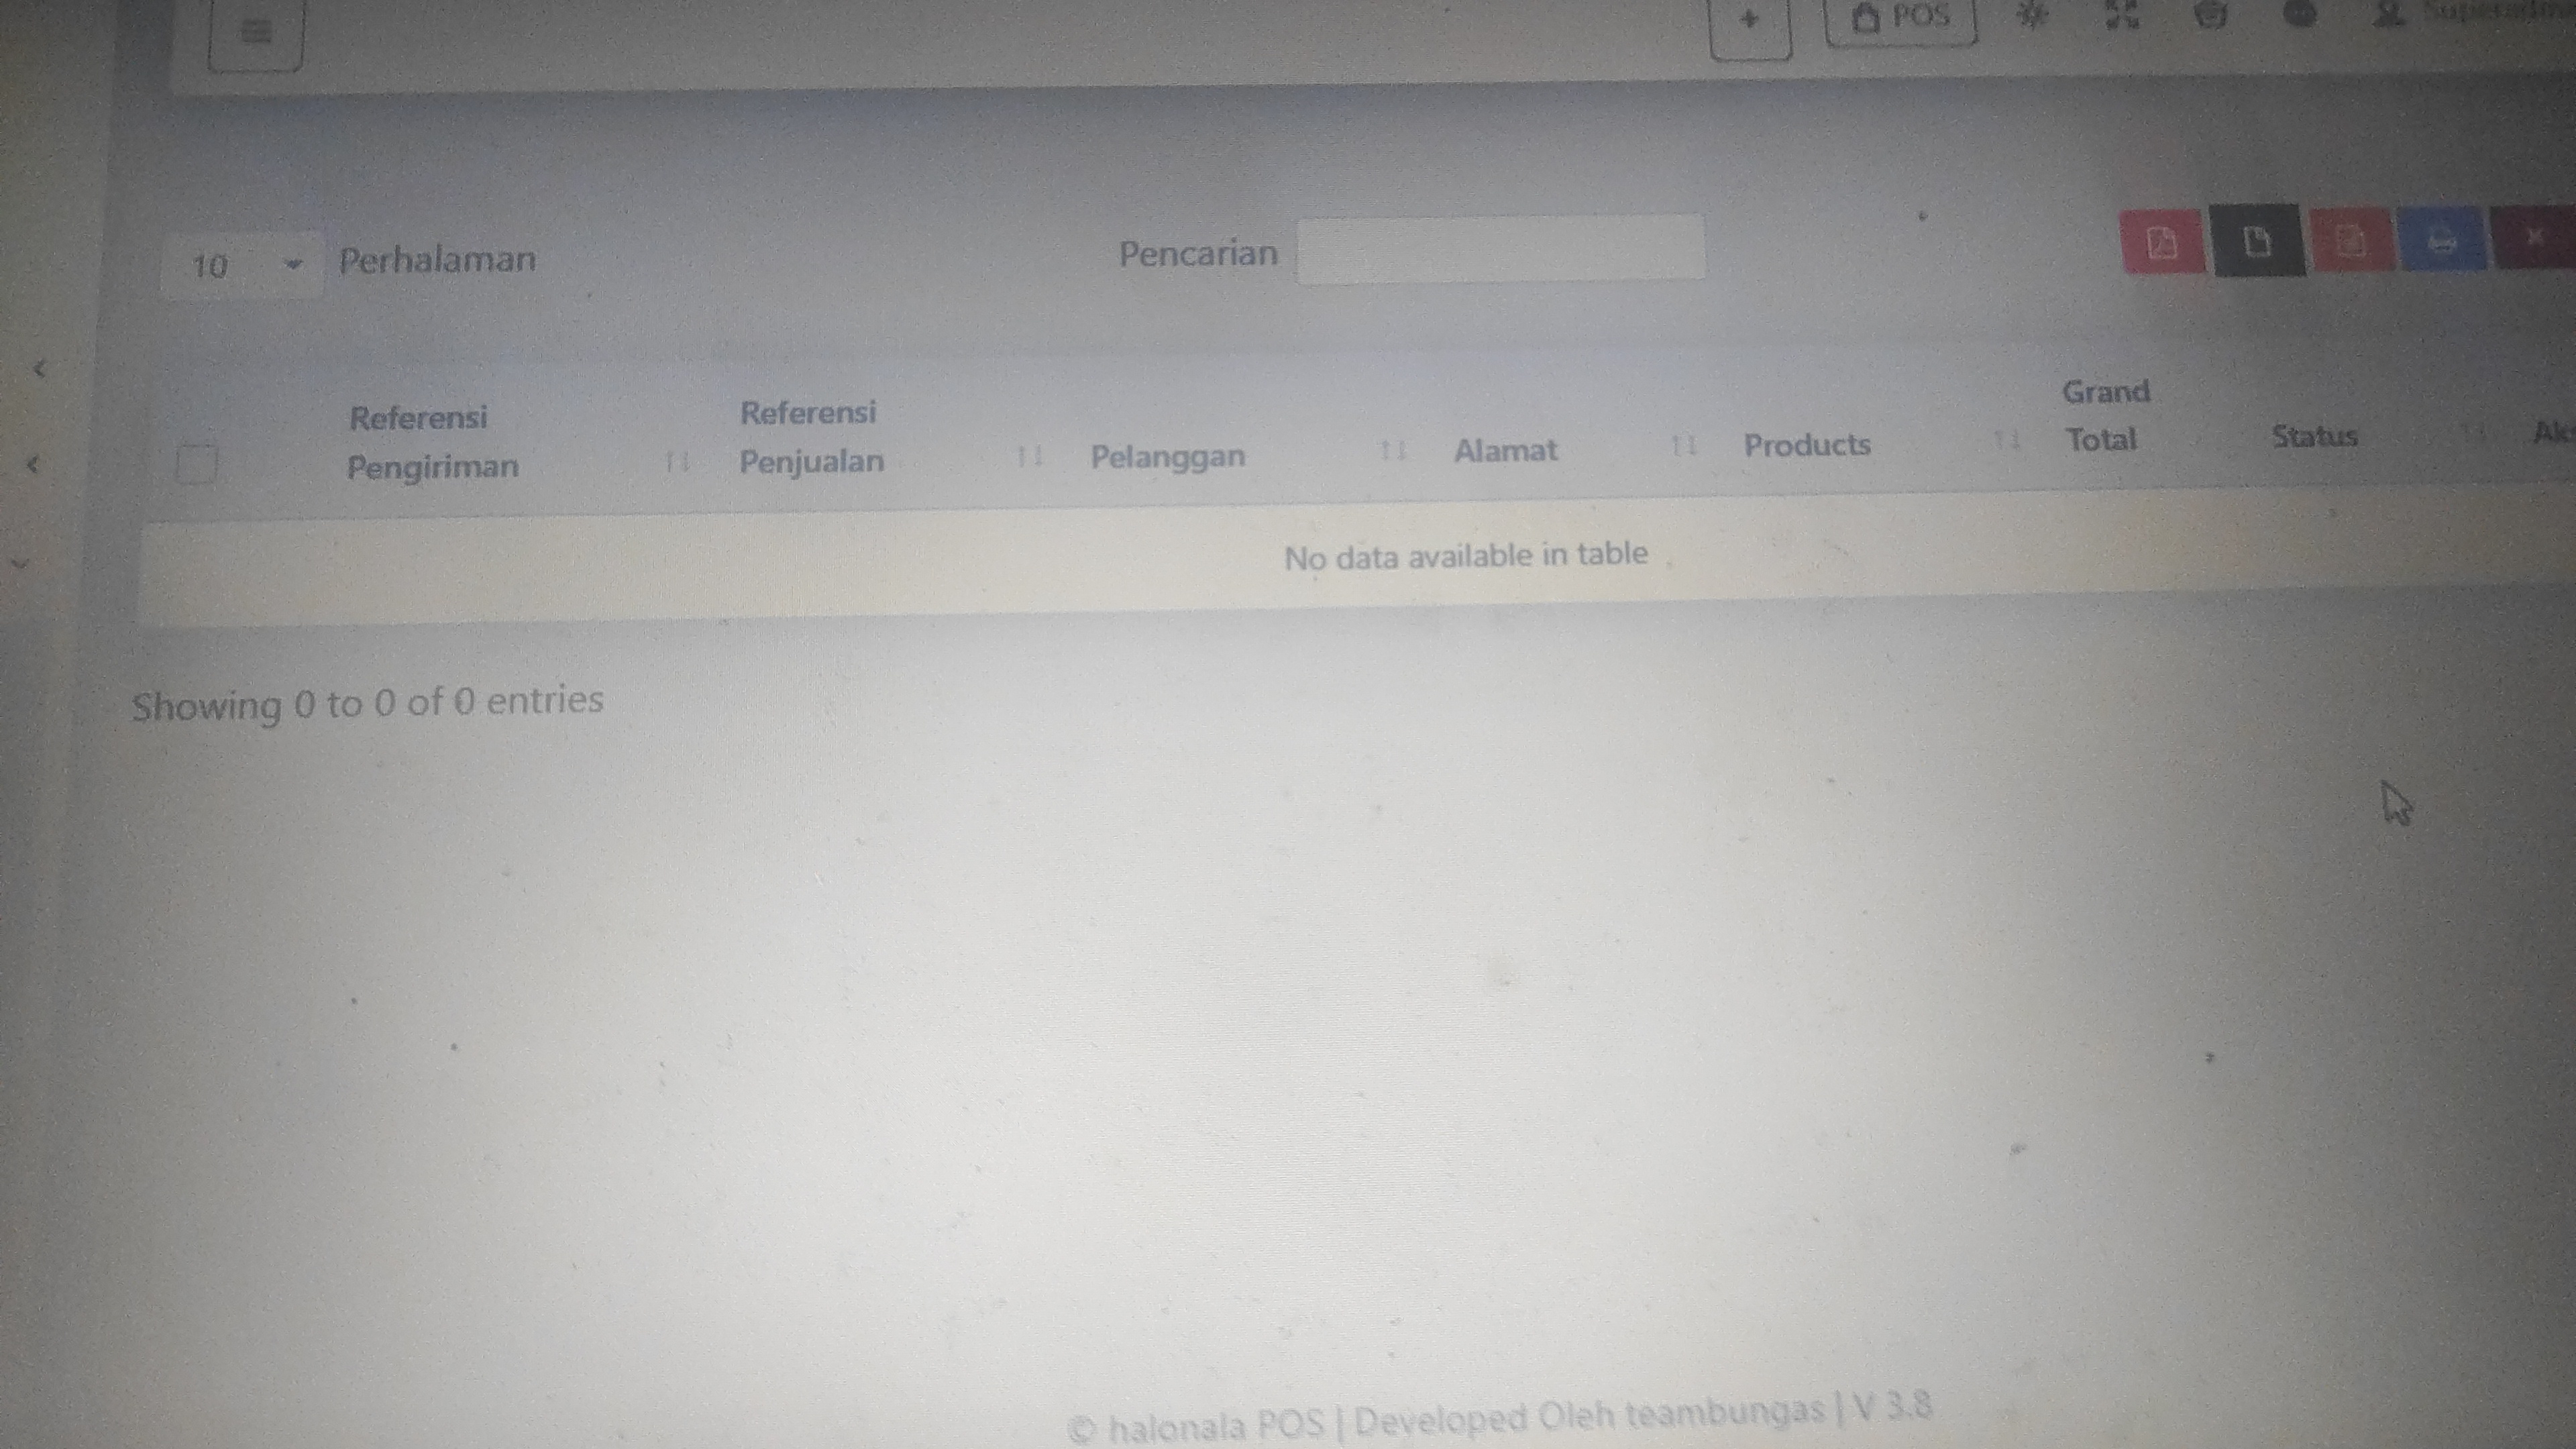 POS
10 Perhalaman Pencarian
Referensi Pengiriman Referensi Penjualan Pelanggan Alamat Products Grand Total Status
No data available in table
Showing 0 to 0 of 0 entries
© halonala POS | Developed Oleh teambungas | V 3.8